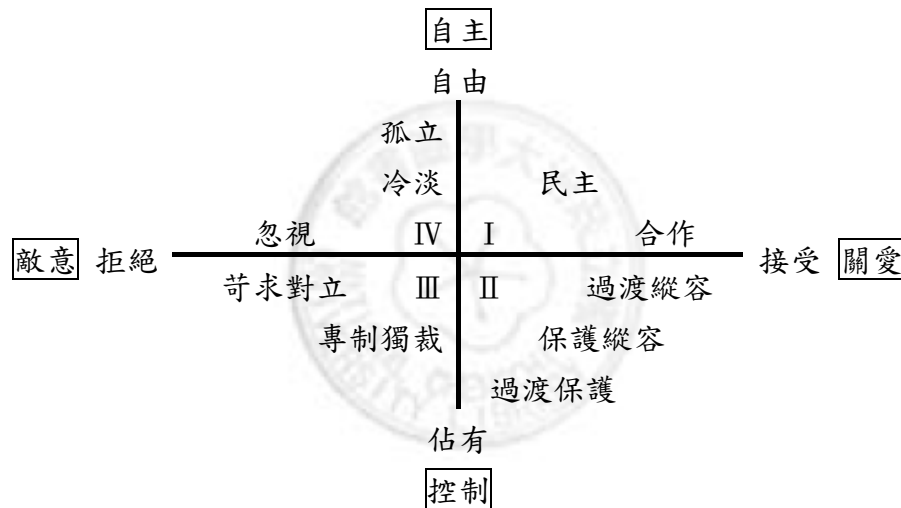 自主
自由
孤立
冷淡 民主
忽視 Ⅳ Ⅰ 合作
敵意 拒絕 接受 關愛
苛求對立 Ⅲ Ⅱ 過渡縱容
專制獨裁 保護縱容
過渡保護
佔有
控制